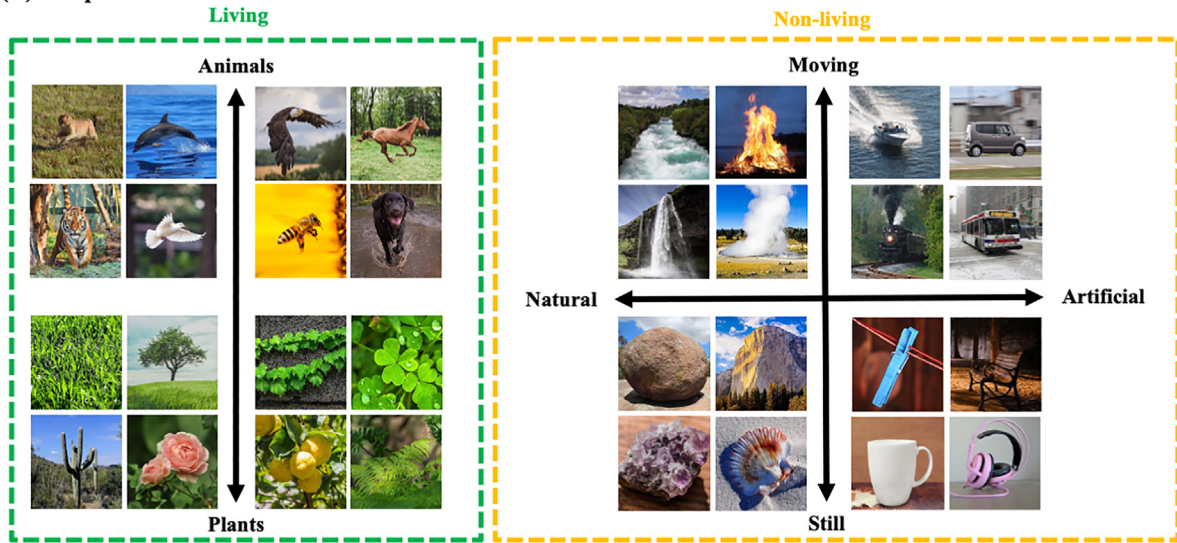 Living
Non-living
Animals
Moving
Natural
Artificial
Plants
Still